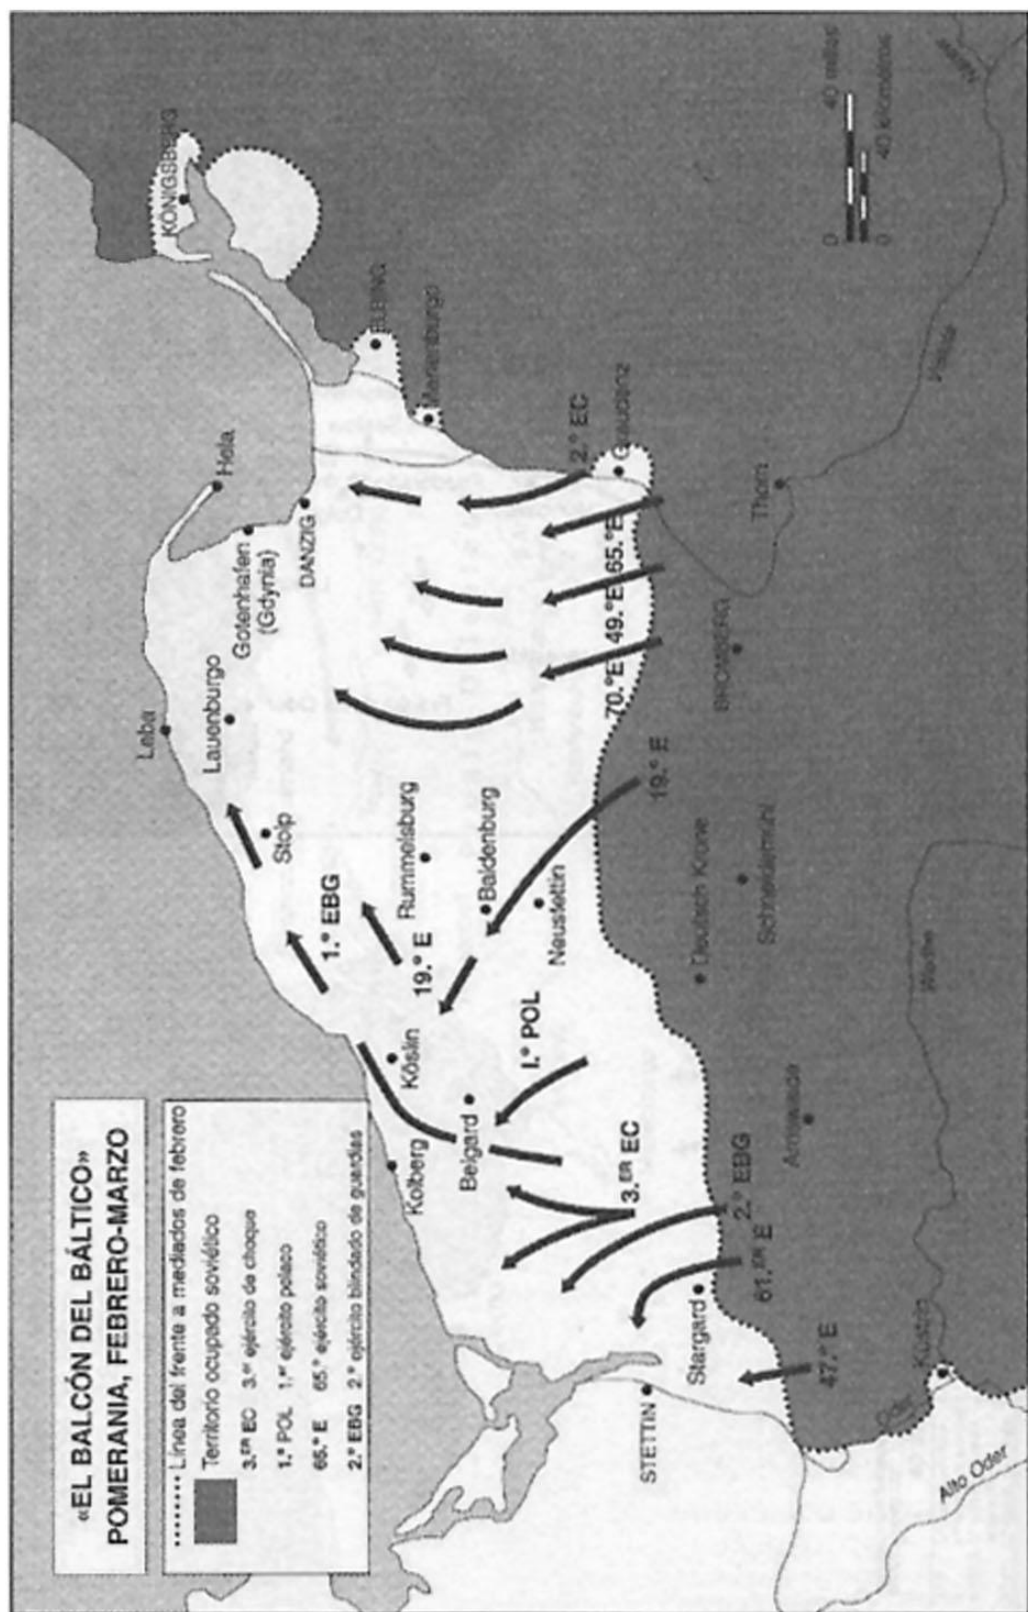 «EL BALCÓN DEL BÁLTICO»
POMERANIA, FEBRERO-MARZO
Línea del frente a mediados de febrero
Territorio ocupado soviético
3.ER EC 3.er ejército de choque
1.º POL 1.er ejército polaco
65.º E 65.º ejército soviético
2.º EBG 2.º ejército blindado de guardias
KÖNIGSBERG
Hela
Leba
Lauenburgo
Gotenhafen
(Gdynia)
DANZIG
ELBING
Marienburgo
Stolp
1.º EBG
Rummelsburg
19.º E
Baldenburg
Neustettin
Köslin
Kolberg
Belgard
1.º POL
3.ER EC
2.º EC
Graudenz
65.º E
49.º E
70.º E
19.º E
Thorn
BROMBERG
Deutsch Krone
Schneidemühl
Arnswalde
2.º EBG
61.ER E
47.º E
Stargard
STETTIN
Küstrin
Oder
Alto Oder
Warthe
Vístula
0 40 millas
0 40 kilómetros